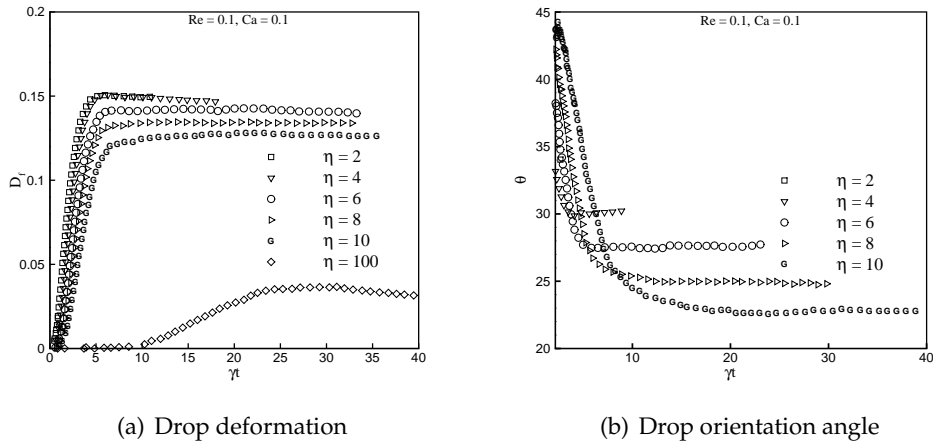 Re = 0.1, Ca = 0.1
0.2
0.15
0.1
0.05
0
D_f
η = 2
η = 4
η = 6
η = 8
η = 10
η = 100
0 5 10 15 20 25 30 35 40
γt
(a) Drop deformation
Re = 0.1, Ca = 0.1
45
40
35
30
25
20
θ
η = 2
η = 4
η = 6
η = 8
η = 10
10 20 30 40
γt
(b) Drop orientation angle